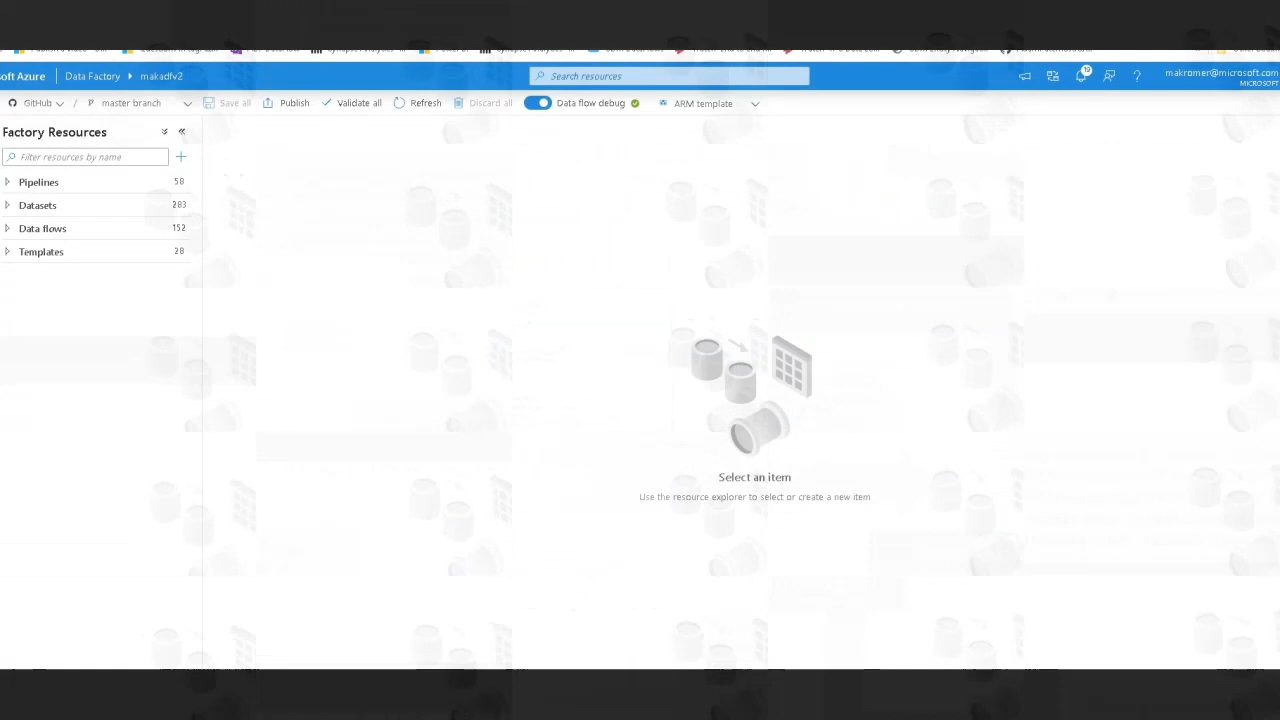 oft Azure
Data Factory
makadfv2
Search resources
19
makromer@microsoft.com
MICROSOFT
GitHub
/
master branch
Save all
Publish
Validate all
Refresh
Discard all
Data flow debug
ARM template
Factory Resources
Filter resources by name
Pipelines 58
Datasets 283
Data flows 152
Templates 28
Select an item
Use the resource explorer to select or create a new item